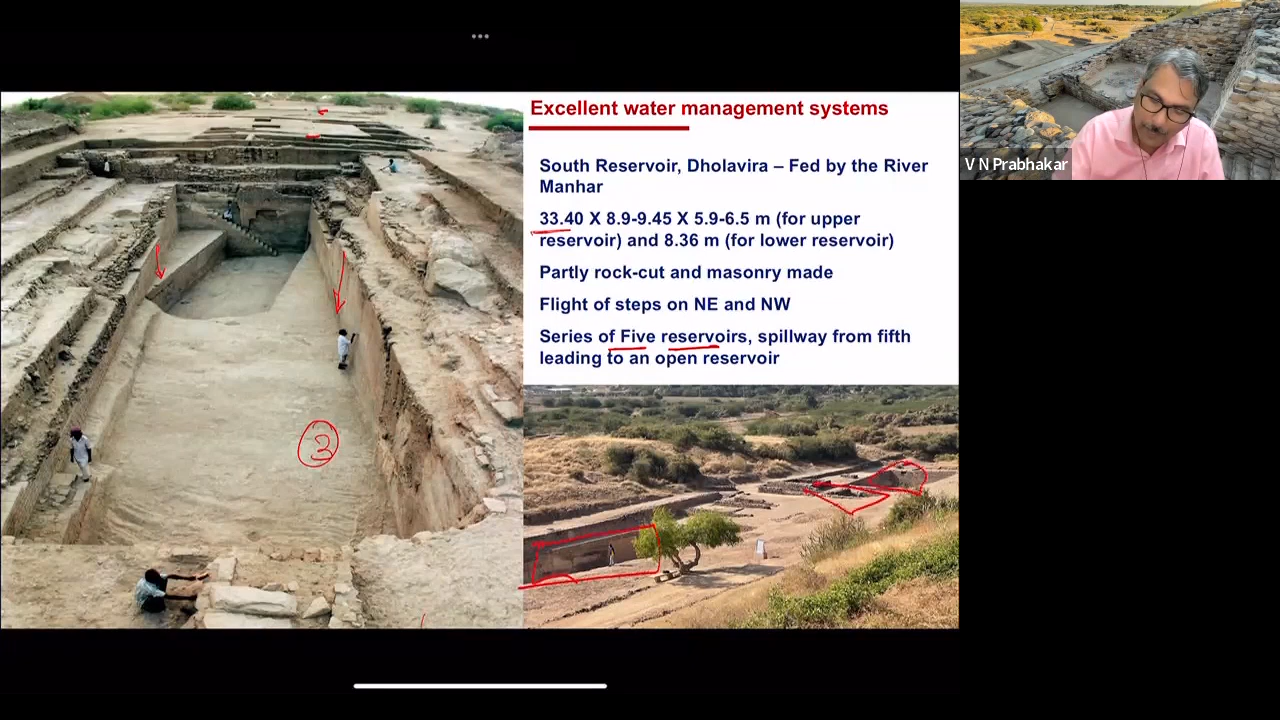 Excellent water management systems
South Reservoir, Dholavira – Fed by the River
Manhar
33.40 X 8.9-9.45 X 5.9-6.5 m (for upper
reservoir) and 8.36 m (for lower reservoir)
Partly rock-cut and masonry made
Flight of steps on NE and NW
Series of Five reservoirs, spillway from fifth
leading to an open reservoir
3
V N Prabhakar